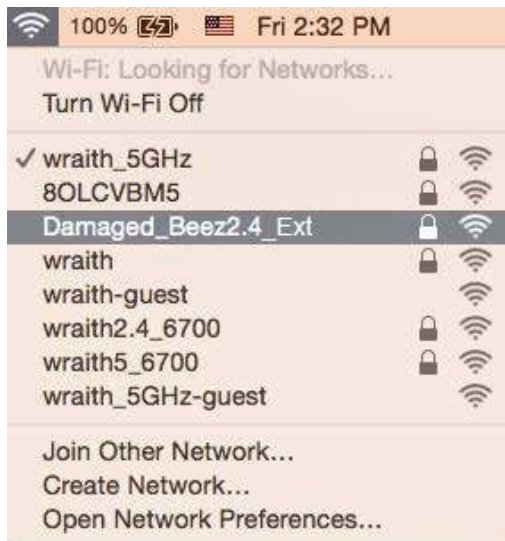 100% Fri 2:32 PM
Wi-Fi: Looking for Networks...
Turn Wi-Fi Off
wraith_5GHz
8OLCVBM5
Damaged_Beez2.4_Ext
wraith
wraith-guest
wraith2.4_6700
wraith5_6700
wraith_5GHz-guest
Join Other Network...
Create Network...
Open Network Preferences...